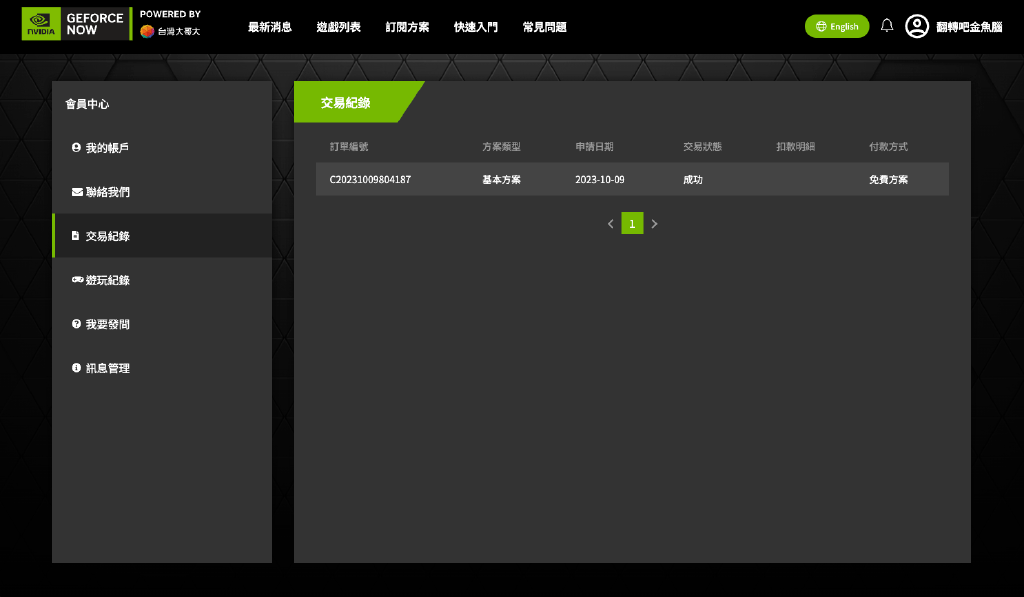 NVIDIA
GEFORCE NOW
POWERED BY
台灣大哥大
最新消息 遊戲列表 訂閱方案 快速入門 常見問題
English
翻轉吧金魚腦
會員中心
我的帳戶
聯絡我們
交易紀錄
遊玩紀錄
我要發問
訊息管理
交易紀錄
訂單編號 方案類型 申請日期 交易狀態 扣款明細 付款方式
C20231009804187 基本方案 2023-10-09 成功 免費方案
1